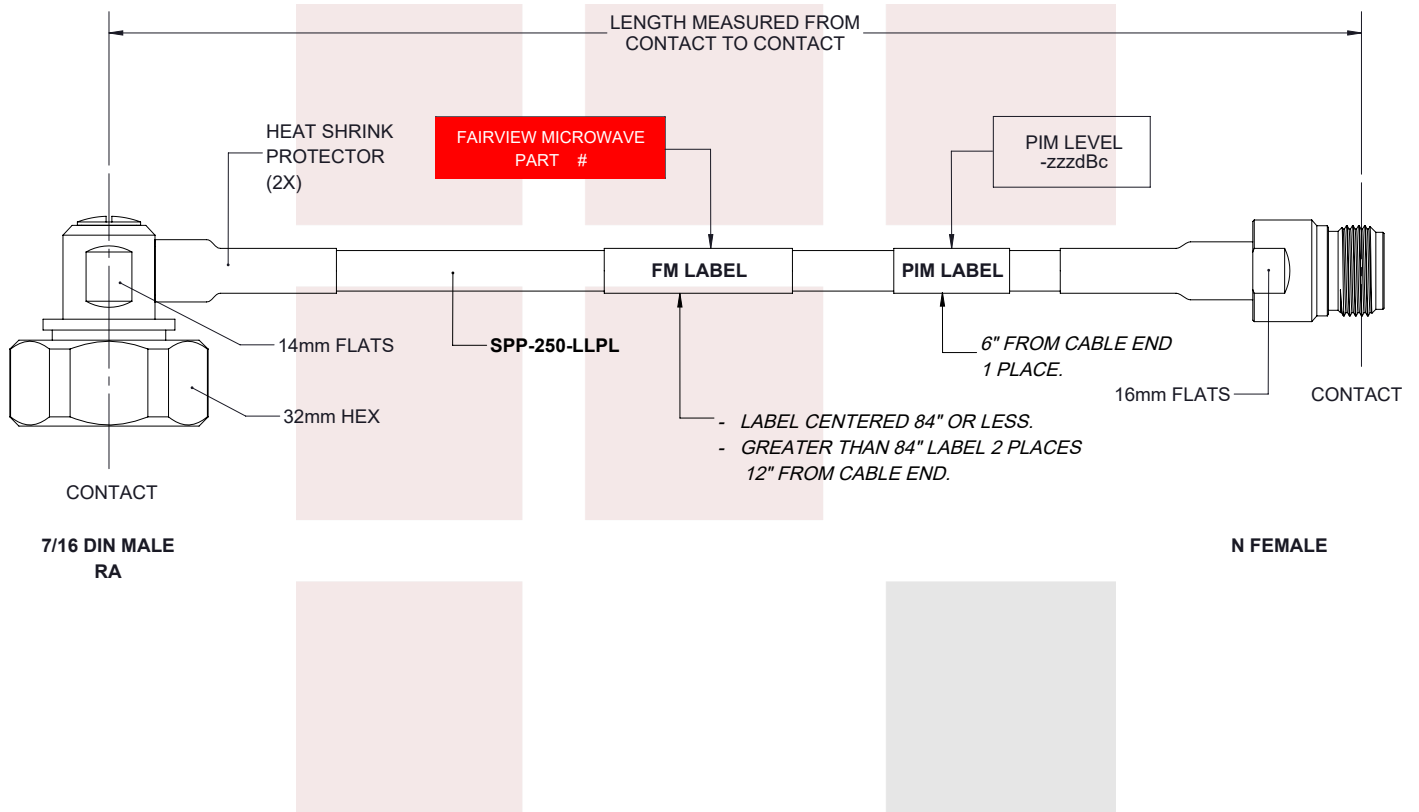 LENGTH MEASURED FROM
CONTACT TO CONTACT
HEAT SHRINK
PROTECTOR
(2X)
FAIRVIEW MICROWAVE
PART #
PIM LEVEL
-zzzdBc
FM LABEL
PIM LABEL
14mm FLATS
SPP-250-LLPL
6" FROM CABLE END
1 PLACE.
16mm FLATS
CONTACT
32mm HEX
- LABEL CENTERED 84" OR LESS.
- GREATER THAN 84" LABEL 2 PLACES
12" FROM CABLE END.
CONTACT
7/16 DIN MALE
RA
N FEMALE